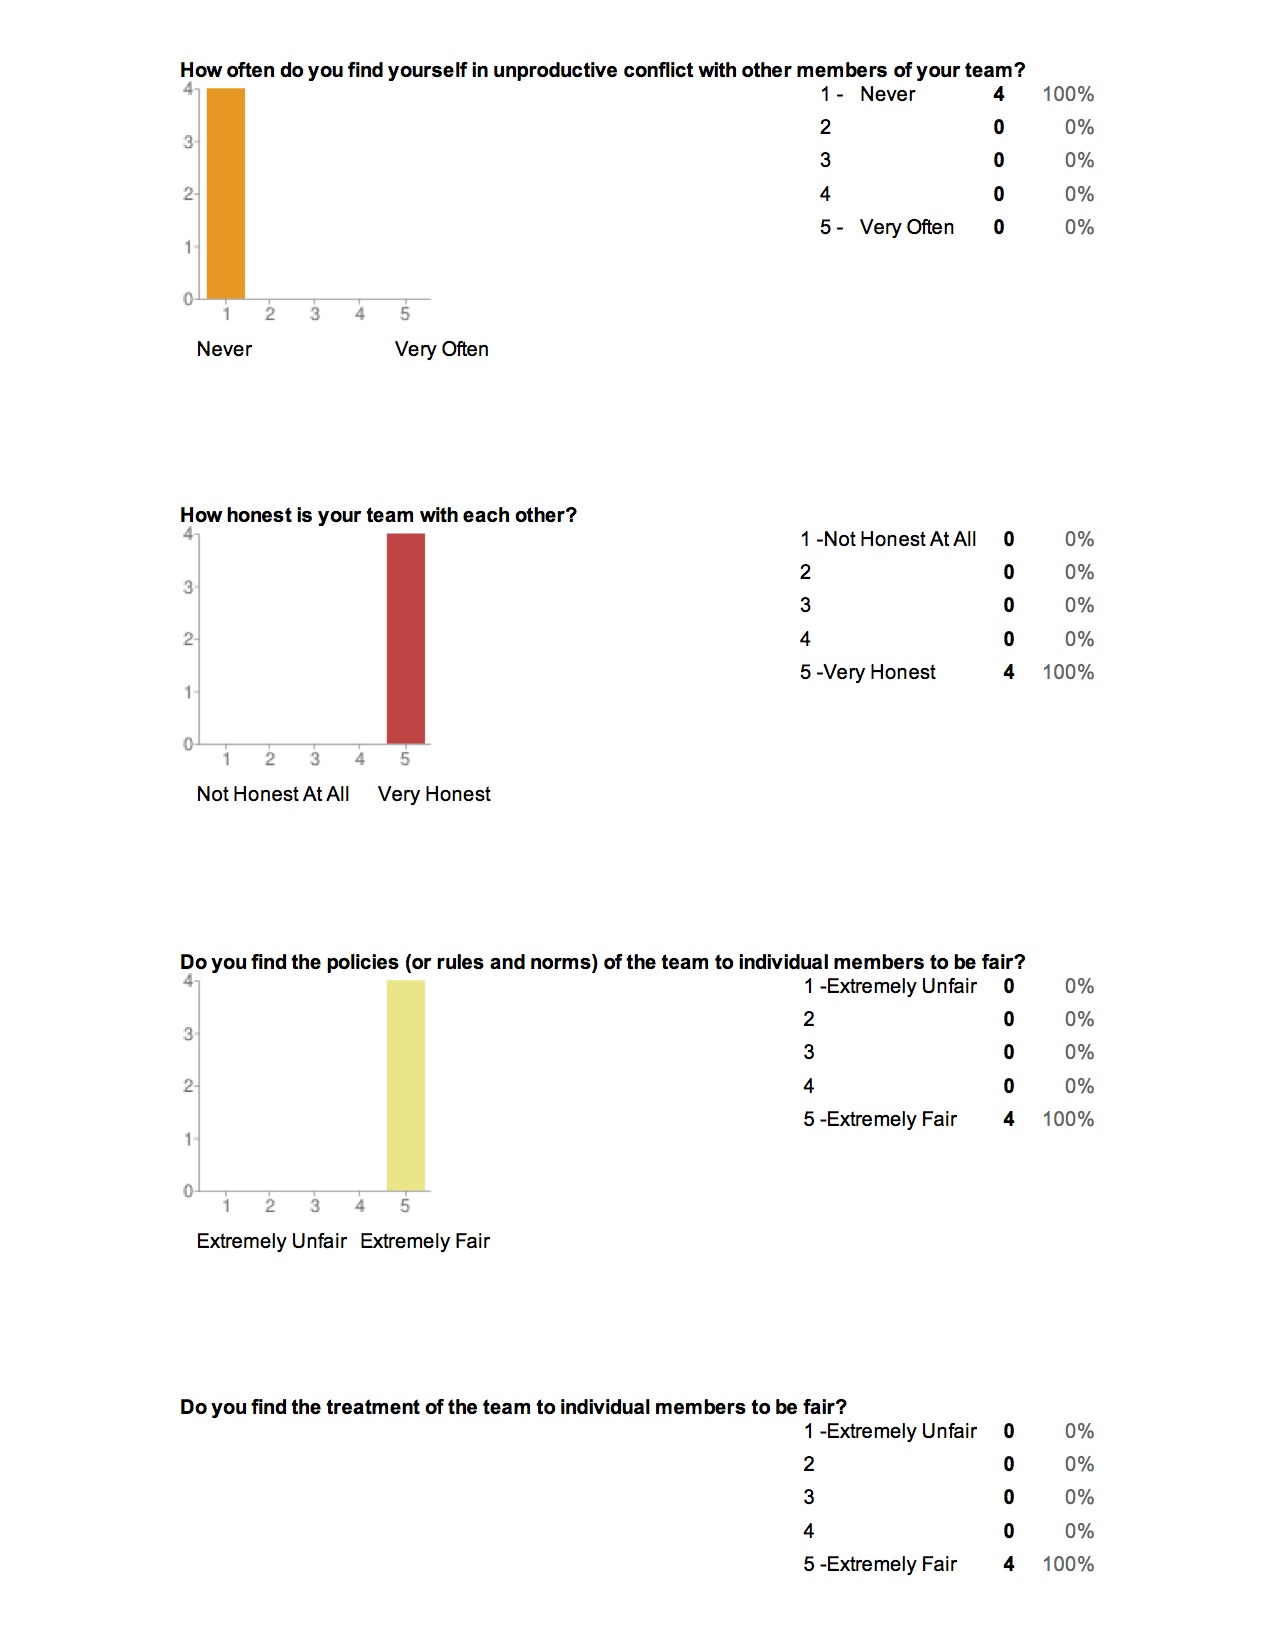 How often do you find yourself in unproductive conflict with other members of your team?
4
3
2
1
0
1 2 3 4 5
Never Very Often
1 - Never 4 100%
2 0 0%
3 0 0%
4 0 0%
5 - Very Often 0 0%
How honest is your team with each other?
4
3
2
1
0
1 2 3 4 5
Not Honest At All Very Honest
1 -Not Honest At All 0 0%
2 0 0%
3 0 0%
4 0 0%
5 -Very Honest 4 100%
Do you find the policies (or rules and norms) of the team to individual members to be fair?
4
3
2
1
0
1 2 3 4 5
Extremely Unfair Extremely Fair
1 -Extremely Unfair 0 0%
2 0 0%
3 0 0%
4 0 0%
5 -Extremely Fair 4 100%
Do you find the treatment of the team to individual members to be fair?
1 -Extremely Unfair 0 0%
2 0 0%
3 0 0%
4 0 0%
5 -Extremely Fair 4 100%